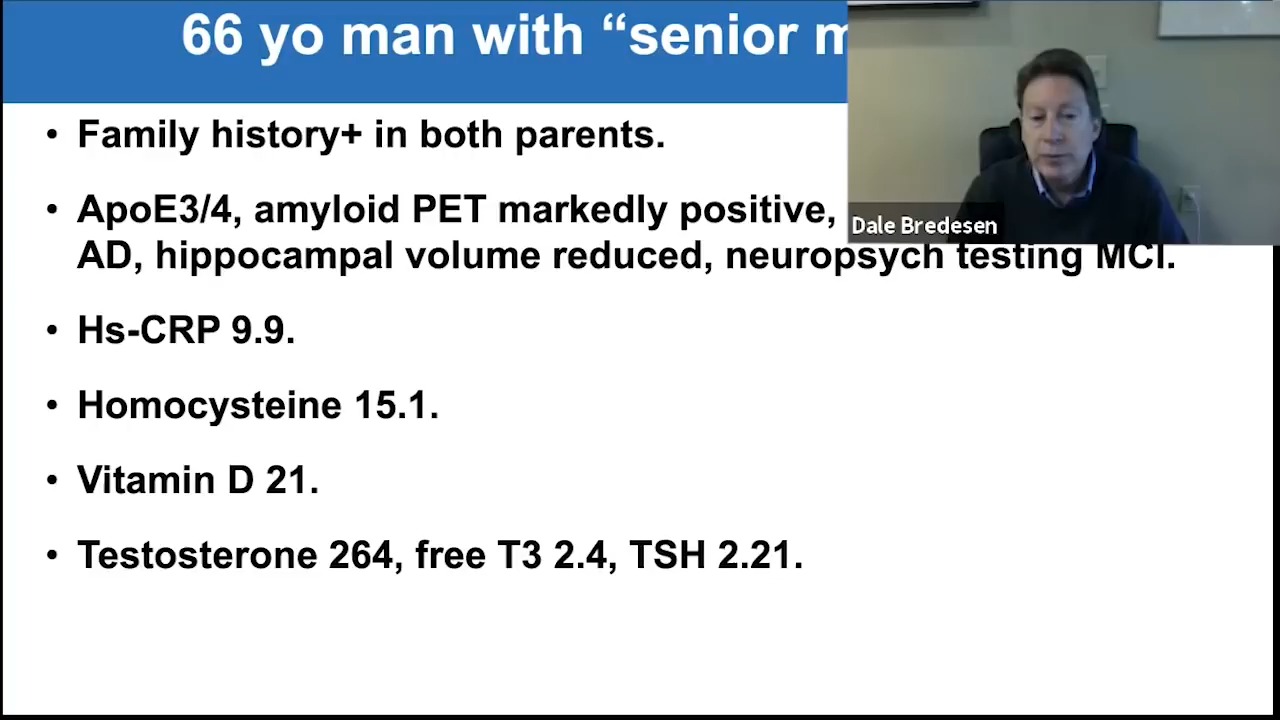 66 yo man with “senior m
• Family history+ in both parents.
• ApoE3/4, amyloid PET markedly positive,
AD, hippocampal volume reduced, neuropsych testing MCI.
• Hs-CRP 9.9.
• Homocysteine 15.1.
• Vitamin D 21.
• Testosterone 264, free T3 2.4, TSH 2.21.
Dale Bredesen